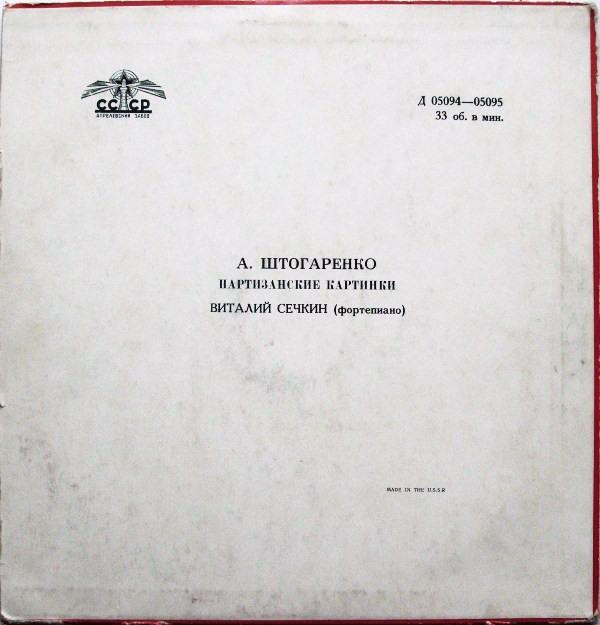 СССР
АПРЕЛЕВСКИЙ ЗАВОД
Д 05094—05095
33 об. в мин.
А. ШТОГАРЕНКО
ПАРТИЗАНСКИЕ КАРТИНКИ
ВИТАЛИЙ СЕЧКИН (фортепиано)
MADE IN THE U.S.S.R